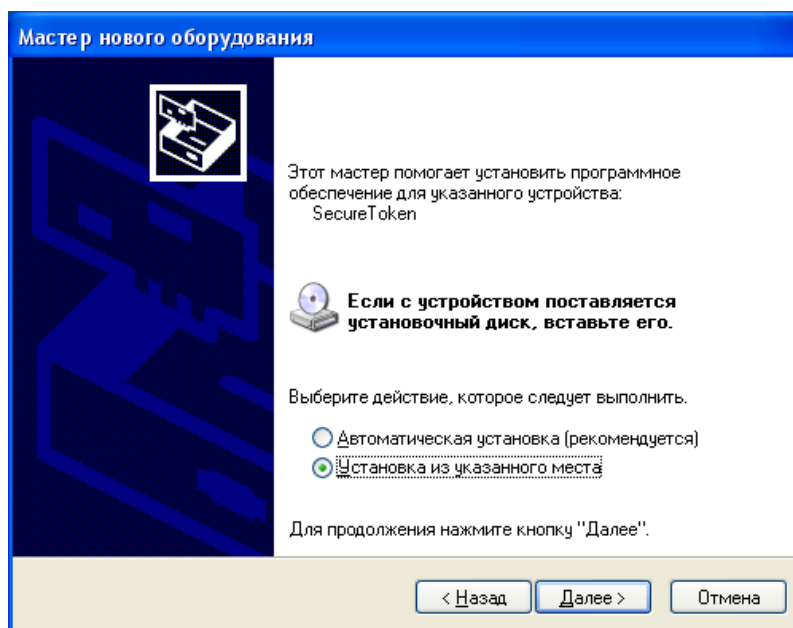 Мастер нового оборудования
Этот мастер помогает установить программное
обеспечение для указанного устройства:
SecureToken
Если с устройством поставляется
установочный диск, вставьте его.
Выберите действие, которое следует выполнить.
Автоматическая установка (рекомендуется)
Установка из указанного места
Для продолжения нажмите кнопку "Далее".
< Назад
Далее >
Отмена